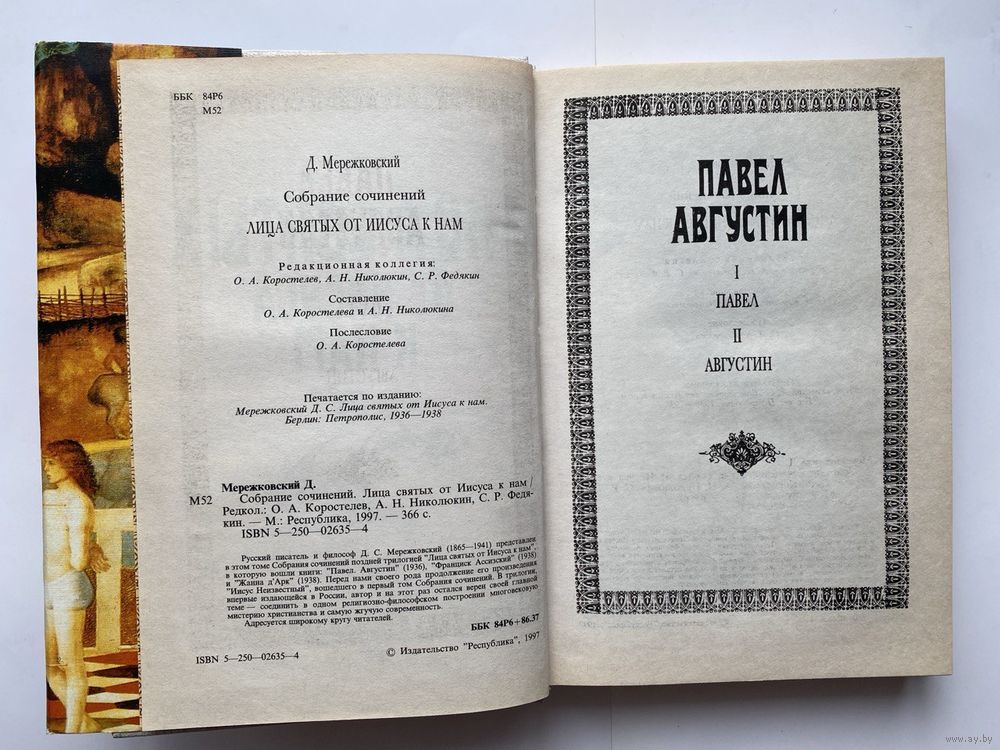 ББК 84Р6
М52
Д. Мережковский
Собрание сочинений
ЛИЦА СВЯТЫХ ОТ ИИСУСА К НАМ
Редакционная коллегия:
О. А. Коростелев, А. Н. Николюкин, С. Р. Федякин
Составление
О. А. Коростелева и А. Н. Николюкина
Послесловие
О. А. Коростелева
Печатается по изданию:
Мережковский Д. С. Лица святых от Иисуса к нам.
Берлин: Петрополис, 1936—1938
Мережковский Д.
М52 Собрание сочинений. Лица святых от Иисуса к нам /
Редкол.: О. А. Коростелев, А. Н. Николюкин, С. Р. Федя-
кин. — М.: Республика, 1997. — 366 с.
ISBN 5—250—02635—4
Русский писатель и философ Д. С. Мережковский (1865—1941) представлен
в этом томе Собрания сочинений поздней трилогией "Лица святых от Иисуса к нам",
в которую вошли книги: "Павел. Августин" (1936), "Франциск Ассизский" (1938)
и "Жанна д'Арк" (1938). Перед нами своего рода продолжение его произведения
"Иисус Неизвестный", вошедшего в первый том Собрания сочинений. В трилогии,
впервые издающейся в России, автор и на этот раз остался верен своей главной
теме — соединить в одном религиозно-философском построении многовековую
мистерию христианства и самую жгучую современность.
Адресуется широкому кругу читателей.
ББК 84Р6+86.37
ISBN 5—250—02635—4
© Издательство "Республика", 1997
ПАВЕЛ
АВГУСТИН
I
ПАВЕЛ
II
АВГУСТИН
www.ay.by